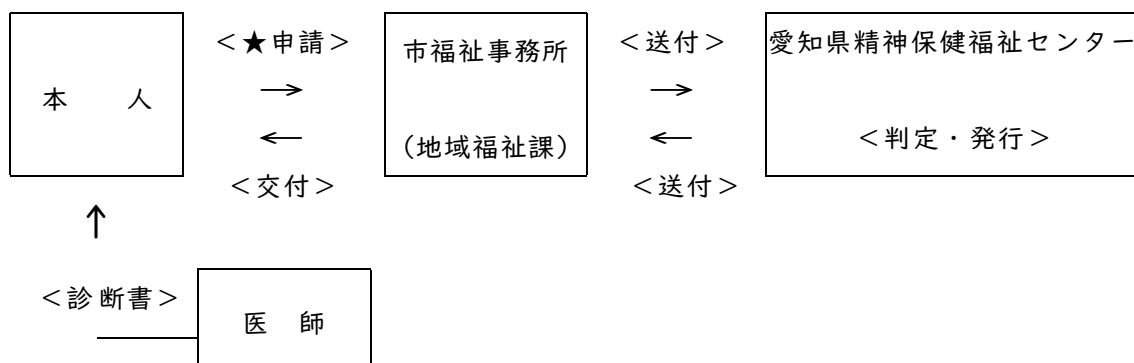 ＜★申請＞
＜送付＞
愛知県精神保健福祉センター
市福祉事務所
本　人
→
→
←
←
（地域福祉課）
＜判定・発行＞
＜交付＞
＜送付＞
↑
＜診断書＞
医　師